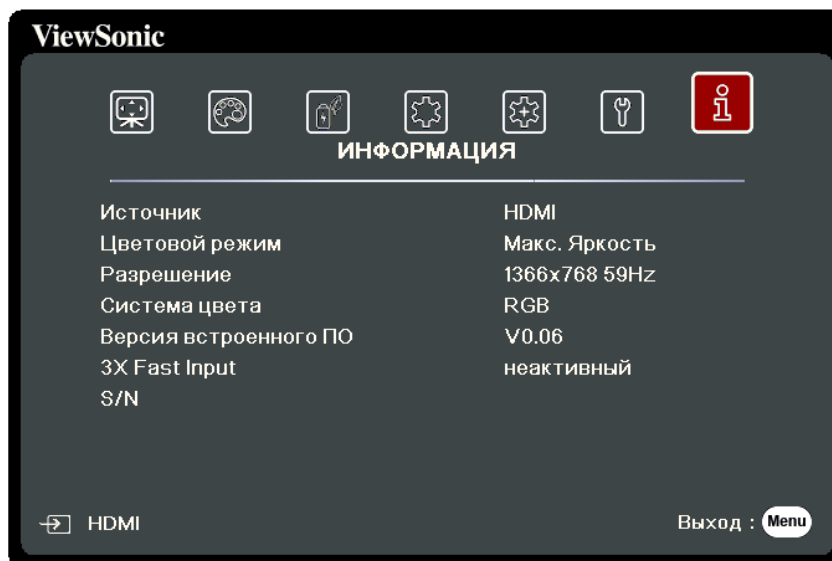 ViewSonic
ИНФОРМАЦИЯ
Источник HDMI
Цветовой режим Макс. Яркость
Разрешение 1366x768 59Hz
Система цвета RGB
Версия встроенного ПО V0.06
3X Fast Input неактивный
S/N
HDMI Выход : Menu